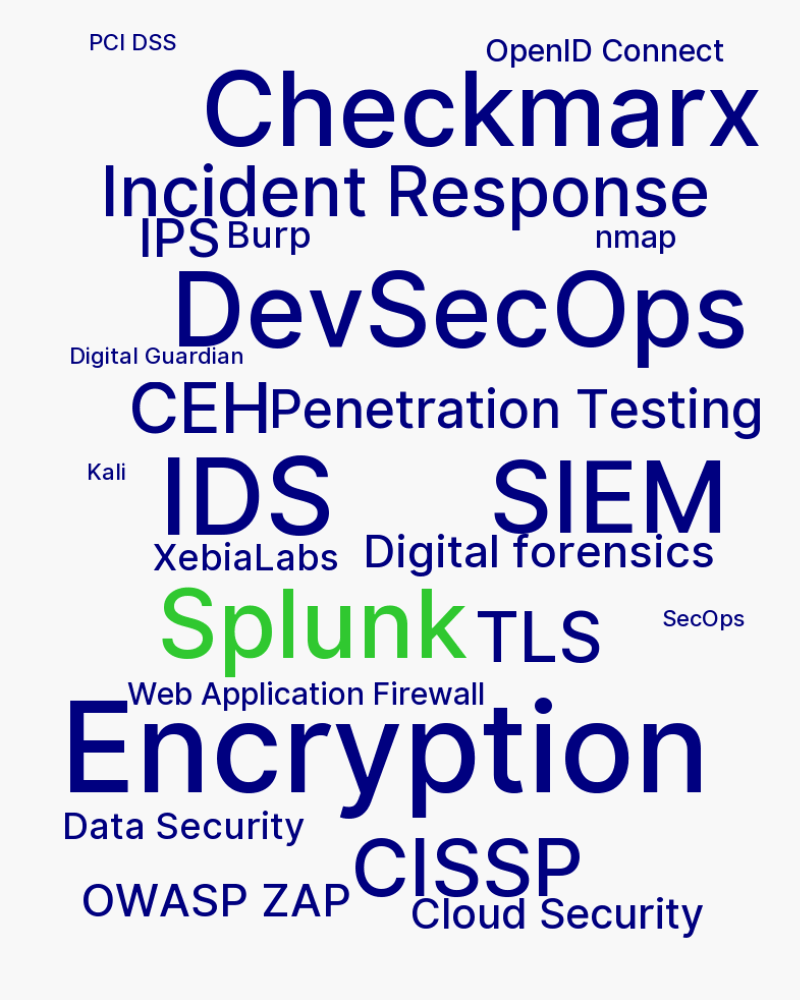 PCI DSS
OpenID Connect
Checkmarx
Incident Response
IPS Burp nmap
DevSecOps
Digital Guardian
CEH Penetration Testing
Kali IDS SIEM
XebiaLabs Digital forensics
Splunk TLS SecOps
Web Application Firewall
Encryption
Data Security
CISSP
OWASP ZAP
Cloud Security